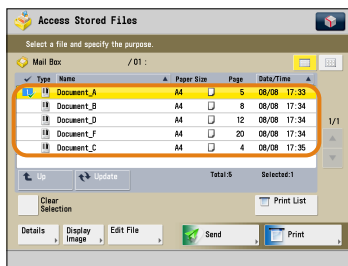 Access Stored Files
Select a file and specify the purpose.
Mail Box /01 :
Type Name Paper Size Page Date/Time
Document_A A4 5 08/08 17:33
Document_B A4 8 08/08 17:34
Document_D A4 12 08/08 17:34
Document_F A4 20 08/08 17:34
Document_C A4 4 08/08 17:35
1/1
Up Update Total:5 Selected:1
Clear Selection Print List
Details Display Image Edit File Send Print